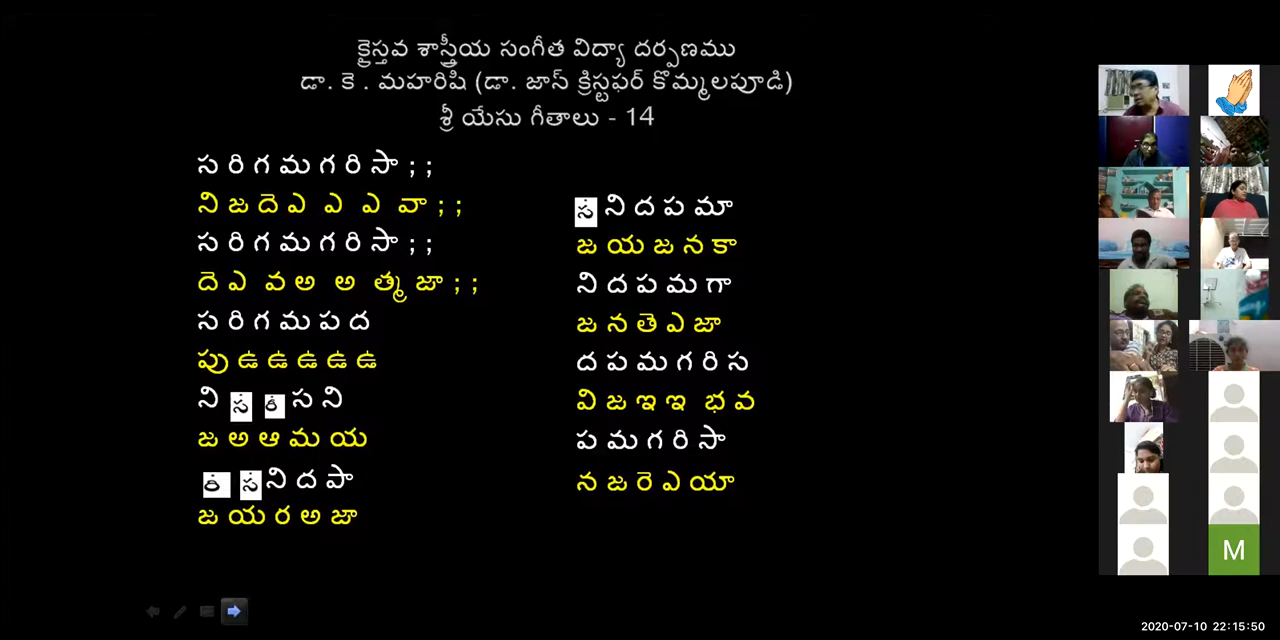 క్రైస్తవ శాస్త్రీయ సంగీత విద్యా దర్పణము
డా. కె . మహరిషి (డా. జాస్ క్రిస్టఫర్ కొమ్మలపూడి)
శ్రీ యేసు గీతాలు - 14
స రి గ మ గ రి సా ; ;
ని జ దె ఎ ఎ ఎ వా ; ;
స రి గ మ గ రి సా ; ;
దె ఎ వ అ అ త్మ జా ; ;
స రి గ మ ప ద
పు ఉ ఉ ఉ ఉ ఉ
ని స రి స ని
జ అ ఆ మ య
రి స ని ద పా
జ య ర అ జా
స ని ద ప మా
జ య జ న కా
ని ద ప మ గా
జ న తె ఎ జా
ద ప మ గ రి స
వి జ ఇ ఇ భ వ
ప మ గ రి సా
న జ రె ఎ యా
M
2020-07-10 22:15:50